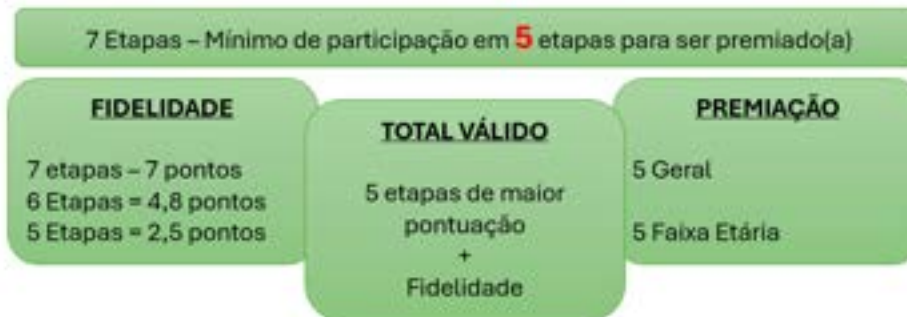 7 Etapas – Mínimo de participação em 5 etapas para ser premiado(a)
FIDELIDADE
7 etapas – 7 pontos
6 Etapas = 4,8 pontos
5 Etapas = 2,5 pontos
TOTAL VÁLIDO
5 etapas de maior
pontuação
+
Fidelidade
PREMIAÇÃO
5 Geral
5 Faixa Etária